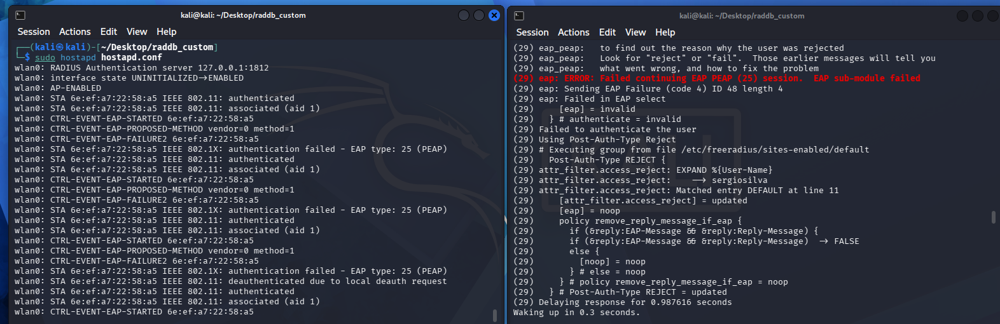 kali@kali: ~/Desktop/raddb_custom
Session Actions Edit View Help
┌──(kali㉿kali)-[~/Desktop/raddb_custom]
└─$ sudo hostapd hostapd.conf
wlan0: RADIUS Authentication server 127.0.0.1:1812
wlan0: interface state UNINITIALIZED→ENABLED
wlan0: AP-ENABLED
wlan0: STA 6e:ef:a7:22:58:a5 IEEE 802.11: authenticated
wlan0: STA 6e:ef:a7:22:58:a5 IEEE 802.11: associated (aid 1)
wlan0: CTRL-EVENT-EAP-STARTED 6e:ef:a7:22:58:a5
wlan0: CTRL-EVENT-EAP-PROPOSED-METHOD vendor=0 method=1
wlan0: CTRL-EVENT-EAP-FAILURE2 6e:ef:a7:22:58:a5
wlan0: STA 6e:ef:a7:22:58:a5 IEEE 802.1X: authentication failed - EAP type: 25 (PEAP)
wlan0: STA 6e:ef:a7:22:58:a5 IEEE 802.11: authenticated
wlan0: STA 6e:ef:a7:22:58:a5 IEEE 802.11: associated (aid 1)
wlan0: CTRL-EVENT-EAP-STARTED 6e:ef:a7:22:58:a5
wlan0: CTRL-EVENT-EAP-PROPOSED-METHOD vendor=0 method=1
wlan0: CTRL-EVENT-EAP-FAILURE2 6e:ef:a7:22:58:a5
wlan0: STA 6e:ef:a7:22:58:a5 IEEE 802.1X: authentication failed - EAP type: 25 (PEAP)
wlan0: STA 6e:ef:a7:22:58:a5 IEEE 802.11: authenticated
wlan0: STA 6e:ef:a7:22:58:a5 IEEE 802.11: associated (aid 1)
wlan0: CTRL-EVENT-EAP-STARTED 6e:ef:a7:22:58:a5
wlan0: CTRL-EVENT-EAP-PROPOSED-METHOD vendor=0 method=1
wlan0: CTRL-EVENT-EAP-FAILURE2 6e:ef:a7:22:58:a5
wlan0: STA 6e:ef:a7:22:58:a5 IEEE 802.1X: authentication failed - EAP type: 25 (PEAP)
wlan0: STA 6e:ef:a7:22:58:a5 IEEE 802.11: deauthenticated due to local deauth request
wlan0: STA 6e:ef:a7:22:58:a5 IEEE 802.11: authenticated
wlan0: STA 6e:ef:a7:22:58:a5 IEEE 802.11: associated (aid 1)
wlan0: CTRL-EVENT-EAP-STARTED 6e:ef:a7:22:58:a5
kali@kali: ~/Desktop/raddb_custom
Session Actions Edit View Help
(29) eap_peap:   to find out the reason why the user was rejected
(29) eap_peap:   Look for "reject" or "fail".  Those earlier messages will tell you
(29) eap_peap:   what went wrong, and how to fix the problem
(29) eap: ERROR: Failed continuing EAP PEAP (25) session.  EAP sub-module failed
(29) eap: Sending EAP Failure (code 4) ID 48 length 4
(29) eap: Failed in EAP select
(29)     [eap] = invalid
(29)   } # authenticate = invalid
(29) Failed to authenticate the user
(29) Using Post-Auth-Type Reject
(29) # Executing group from file /etc/freeradius/sites-enabled/default
(29)   Post-Auth-Type REJECT {
(29) attr_filter.access_reject: EXPAND %{User-Name}
(29) attr_filter.access_reject:    → sergiosilva
(29) attr_filter.access_reject: Matched entry DEFAULT at line 11
(29)     [attr_filter.access_reject] = updated
(29)     [eap] = noop
(29)     policy remove_reply_message_if_eap {
(29)       if (&reply:EAP-Message && &reply:Reply-Message) {
(29)       if (&reply:EAP-Message && &reply:Reply-Message)  → FALSE
(29)       else {
(29)         [noop] = noop
(29)       } # else = noop
(29)     } # policy remove_reply_message_if_eap = noop
(29)   } # Post-Auth-Type REJECT = updated
(29) Delaying response for 0.987616 seconds
Waking up in 0.3 seconds.